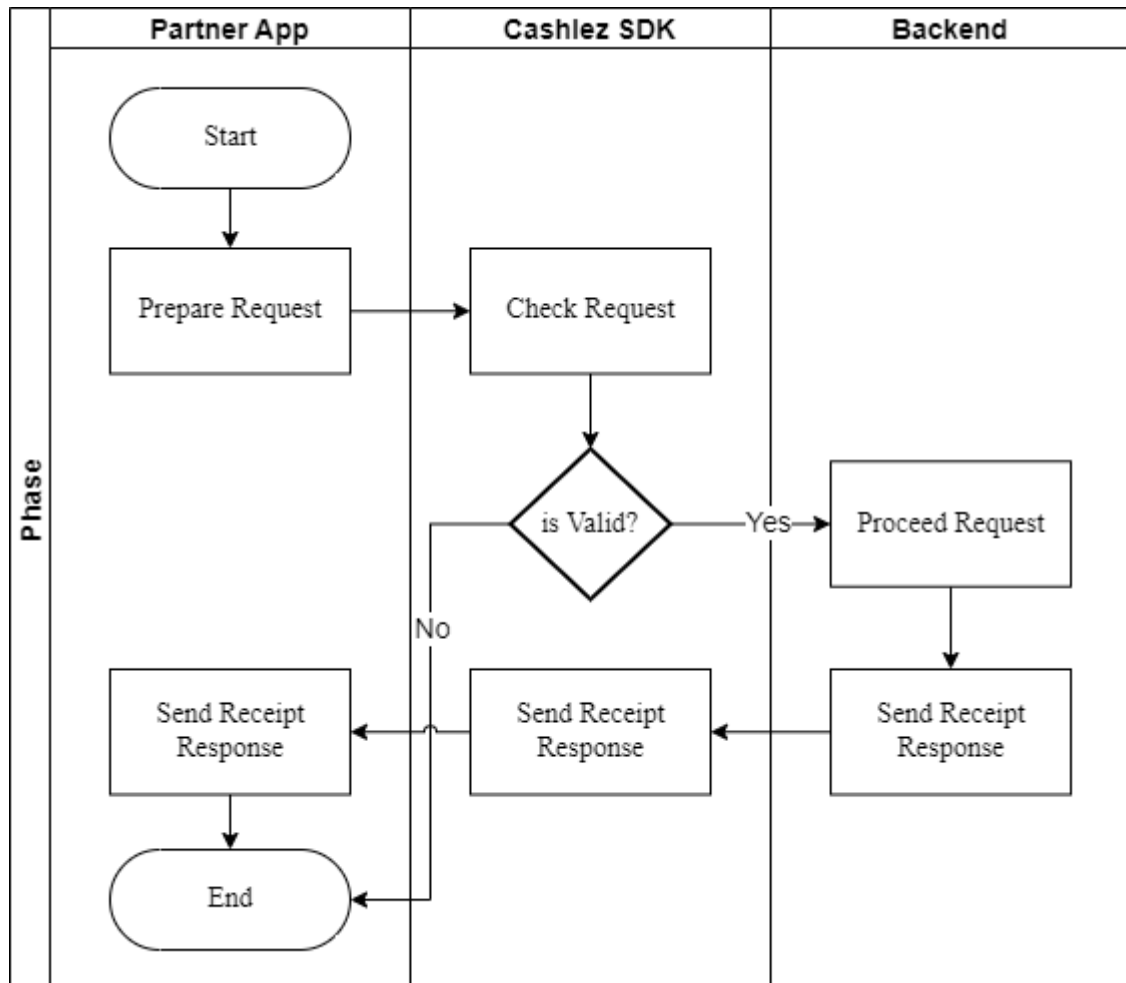 Partner App
Cashlez SDK
Backend
Phase
Start
Prepare Request
Check Request
is Valid?
Yes
Proceed Request
No
Send Receipt
Response
Send Receipt
Response
Send Receipt
Response
End